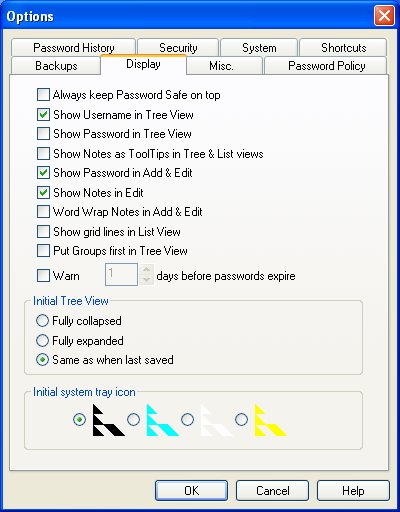 Options
Password History Security System Shortcuts
Backups Display Misc. Password Policy
Always keep Password Safe on top
Show Username in Tree View
Show Password in Tree View
Show Notes as ToolTips in Tree & List views
Show Password in Add & Edit
Show Notes in Edit
Word Wrap Notes in Add & Edit
Show grid lines in List View
Put Groups first in Tree View
Warn 1 days before passwords expire
Initial Tree View
Fully collapsed
Fully expanded
Same as when last saved
Initial system tray icon
OK Cancel Help